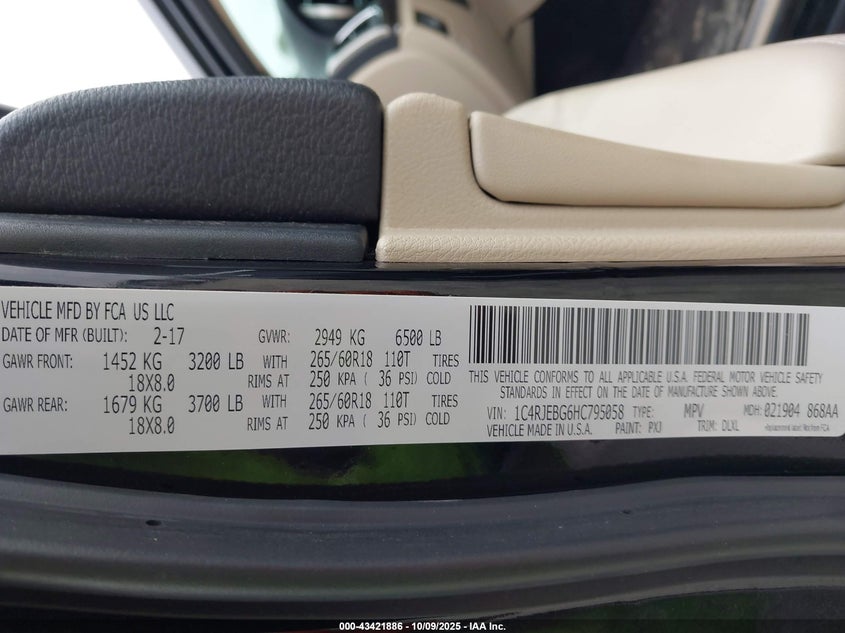 VEHICLE MFD BY FCA US LLC
DATE OF MFR (BUILT): 2-17 GVWR: 2949 KG 6500 LB
GAWR FRONT: 1452 KG 3200 LB WITH 265/60R18 110T TIRES
18X8.0 RIMS AT 250 KPA ( 36 PSI) COLD
GAWR REAR: 1679 KG 3700 LB WITH 265/60R18 110T TIRES
18X8.0 RIMS AT 250 KPA ( 36 PSI) COLD
THIS VEHICLE CONFORMS TO ALL APPLICABLE U.S.A. FEDERAL MOTOR VEHICLE SAFETY
STANDARDS IN EFFECT ON THE DATE OF MANUFACTURE SHOWN ABOVE.
VIN: 1C4RJEBG6HC795058 TYPE: MPV MDH: 021904 868AA
VEHICLE MADE IN U.S.A. PAINT: PXJ TRIM: DLXL Replacement label: Not from FCA
000-43421886 - 10/09/2025 - IAA Inc.